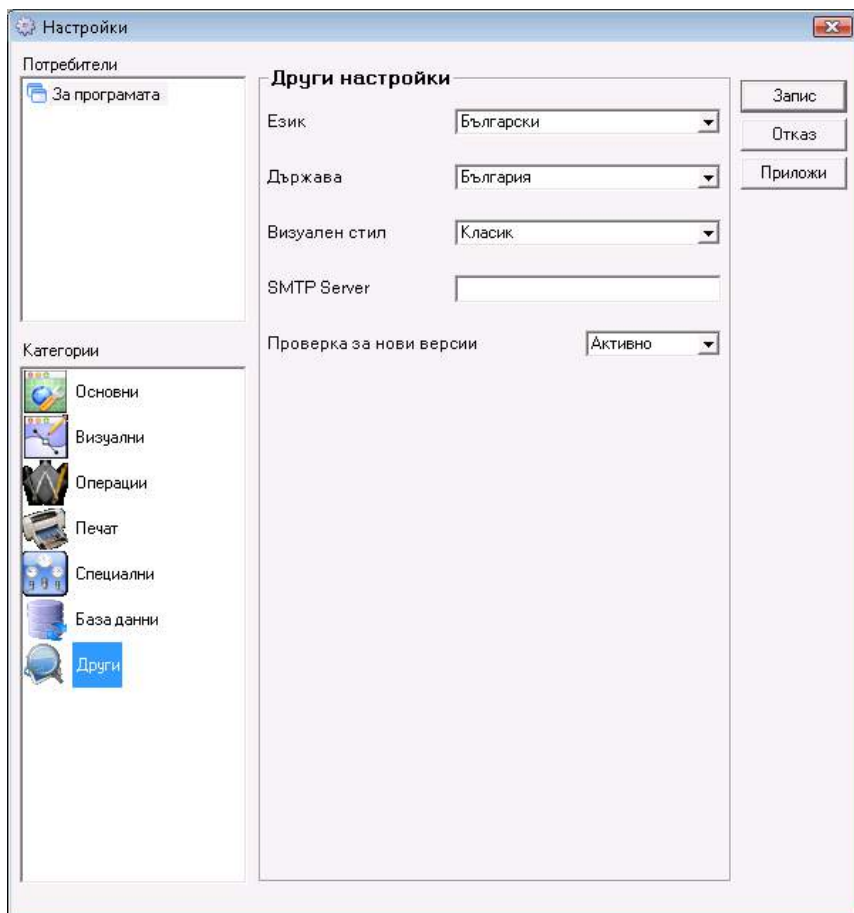 Настройки
Потребители
За програмата
Категории
Основни
Визуални
Операции
Печат
Специални
База данни
Други
Други настройки
Език
Български
Държава
България
Визуален стил
Класик
SMTP Server
Проверка за нови версии
Активно
Запис
Отказ
Приложи